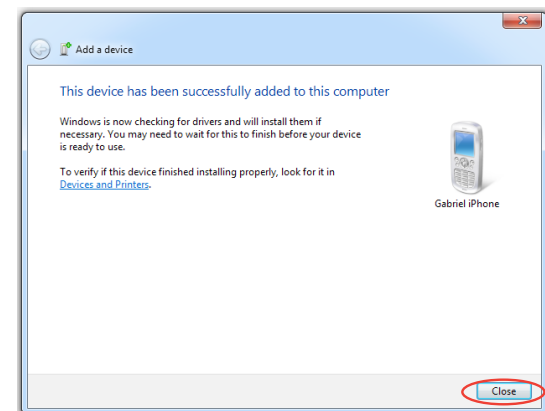 Add a device
This device has been successfully added to this computer
Windows is now checking for drivers and will install them if
necessary. You may need to wait for this to finish before your device
is ready to use.
To verify if this device finished installing properly, look for it in
Devices and Printers.
Gabriel iPhone
Close